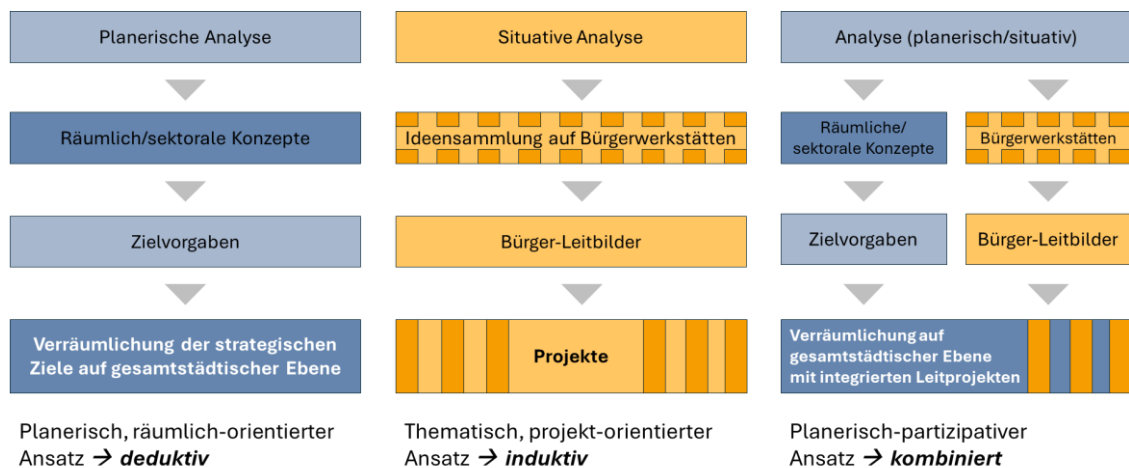 Planerische Analyse
Räumlich/sektorale Konzepte
Zielvorgaben
Verräumlichung der strategischen
Ziele auf gesamtstädtischer Ebene
Planerisch, räumlich-orientierter
Ansatz → deduktiv
Situative Analyse
Ideensammlung auf Bürgerwerkstätten
Bürger-Leitbilder
Projekte
Thematisch, projekt-orientierter
Ansatz → induktiv
Analyse (planerisch/situativ)
Räumliche/
sektorale Konzepte
Bürgerwerkstätten
Zielvorgaben
Bürger-Leitbilder
Verräumlichung auf
gesamtstädtischer Ebene
mit integrierten Leitprojekten
Planerisch-partizipativer
Ansatz → kombiniert